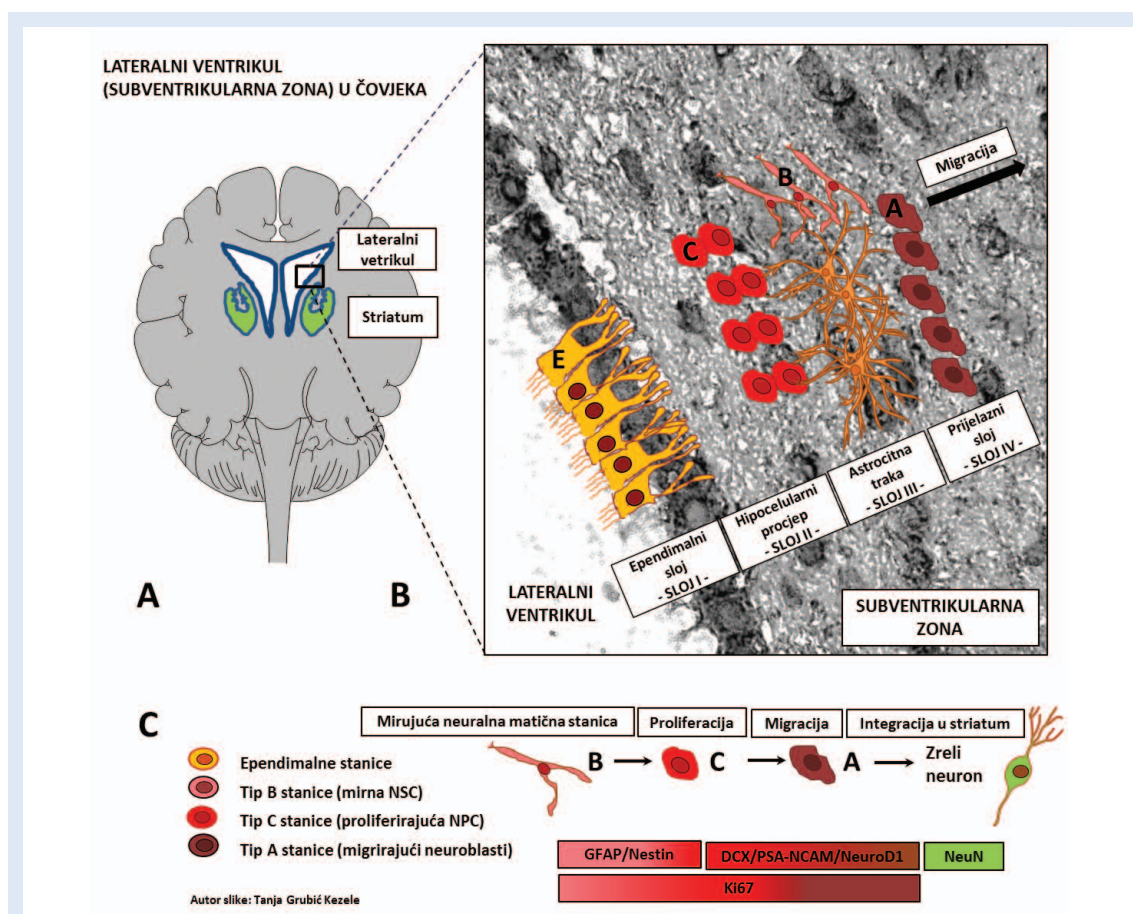 LATERALNI VENTRIKUL
(SUBVENTRIKULARNA ZONA) U ČOVJEKA
Lateralni
vetrikul
Striatum
A
B
B
A
C
E
Migracija
Ependimalni
sloj
- SLOJ I -
Hipocelularni
procjep
- SLOJ II -
Astrocitna
traka
- SLOJ III -
Prijelazni
sloj
- SLOJ IV -
LATERALNI
VENTRIKUL
SUBVENTRIKULARNA
ZONA
C
Mirujuća neuralna matična stanica
Proliferacija
Migracija
Integracija u striatum
B
C
A
Zreli
neuron
Ependimalne stanice
Tip B stanice (mirna NSC)
Tip C stanice (proliferirajuća NPC)
Tip A stanice (migrirajući neuroblasti)
GFAP/Nestin
DCX/PSA-NCAM/NeuroD1
NeuN
Ki67
Autor slike: Tanja Grubić Kezele